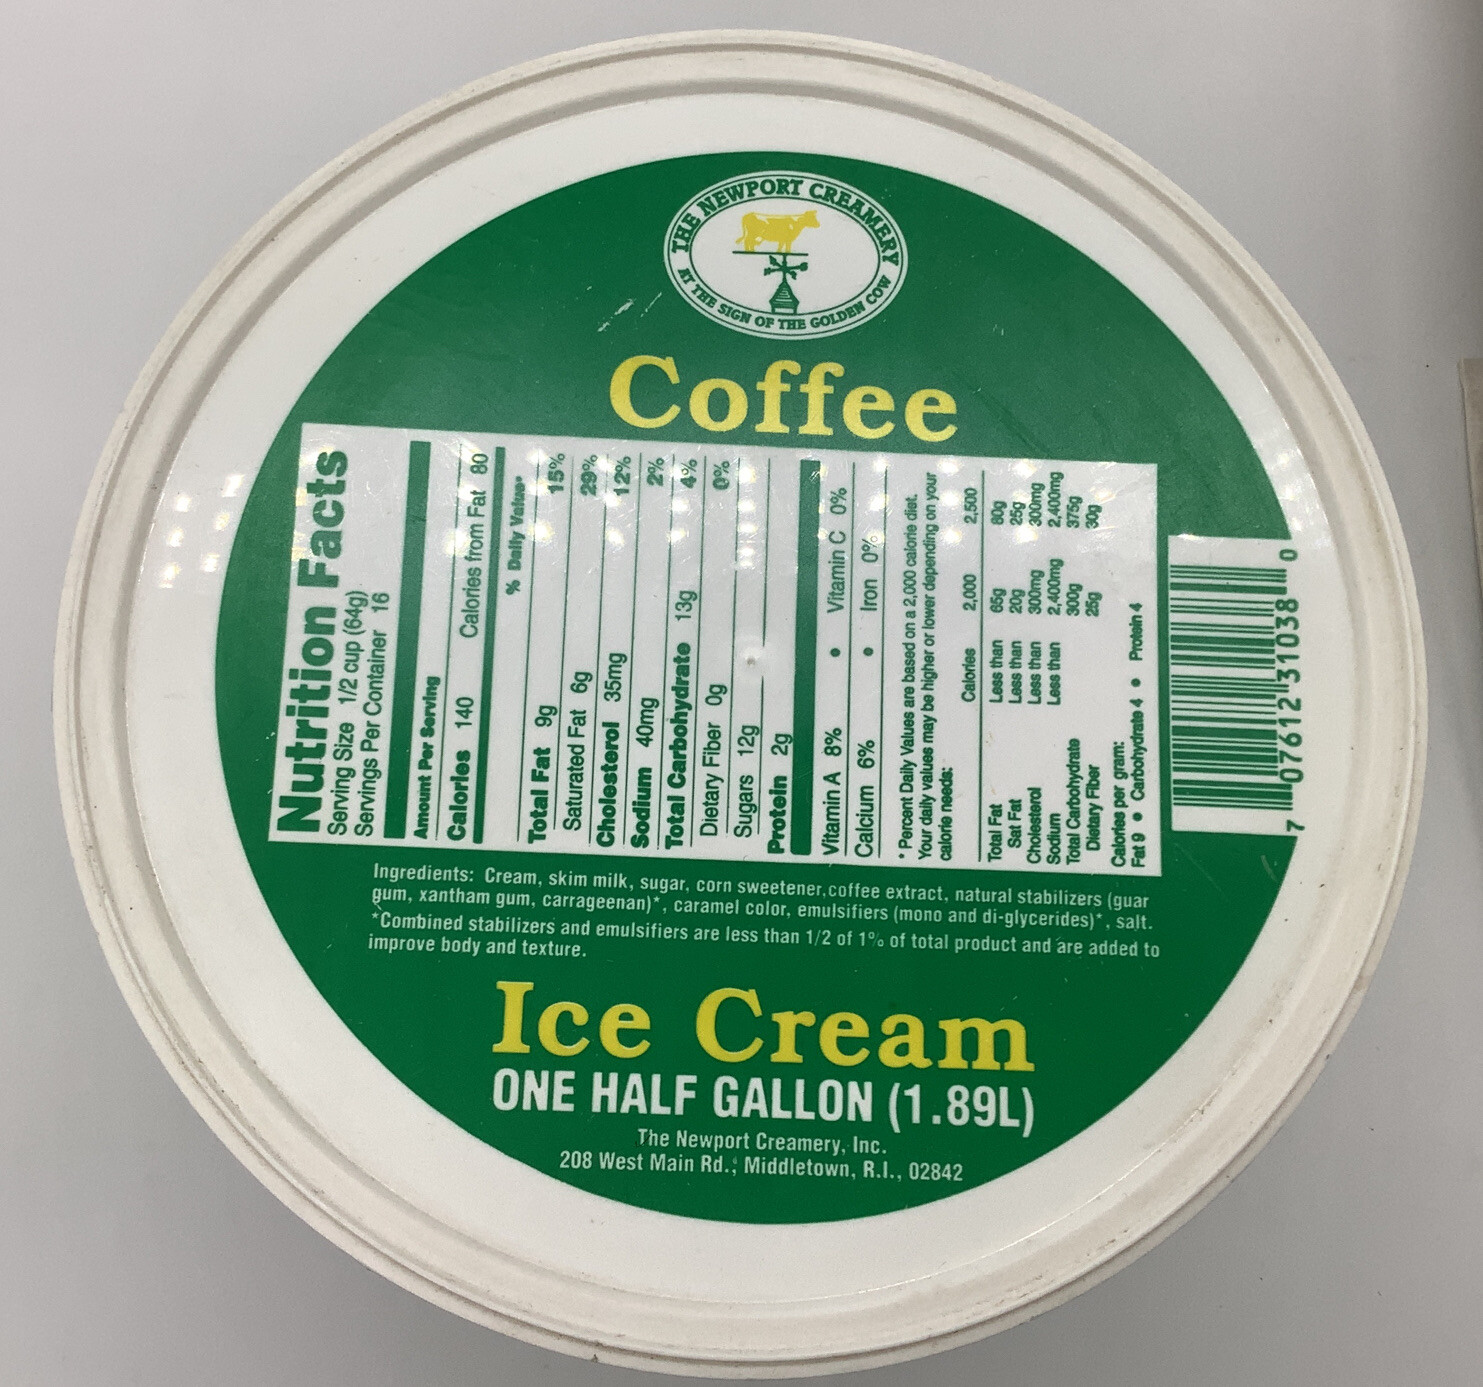 THE NEWPORT CREAMERY
AT THE SIGN OF THE GOLDEN COW
Coffee
Nutrition Facts
Serving Size 1/2 cup (64g)
Servings Per Container 16
Amount Per Serving
Calories 140 Calories from Fat 80
% Daily Value*
Total Fat 9g 15%
Saturated Fat 6g 29%
Cholesterol 35mg 12%
Sodium 40mg 2%
Total Carbohydrate 13g 4%
Dietary Fiber 0g 0%
Sugars 12g
Protein 2g
Vitamin A 8% • Vitamin C 0%
Calcium 6% • Iron 0%
* Percent Daily Values are based on a 2,000 calorie diet.
Your daily values may be higher or lower depending on your
calorie needs:
Calories 2,000 2,500
Total Fat Less than 65g 80g
Sat Fat Less than 20g 25g
Cholesterol Less than 300mg 300mg
Sodium Less than 2,400mg 2,400mg
Total Carbohydrate 300g 375g
Dietary Fiber 25g 30g
Calories per gram:
Fat 9 • Carbohydrate 4 • Protein 4
7 07612 31038 0
Ingredients: Cream, skim milk, sugar, corn sweetener, coffee extract, natural stabilizers (guar
gum, xantham gum, carrageenan)*, caramel color, emulsifiers (mono and di-glycerides)*, salt.
*Combined stabilizers and emulsifiers are less than 1/2 of 1% of total product and are added to
improve body and texture.
Ice Cream
ONE HALF GALLON (1.89L)
The Newport Creamery, Inc.
208 West Main Rd., Middletown, R.I., 02842